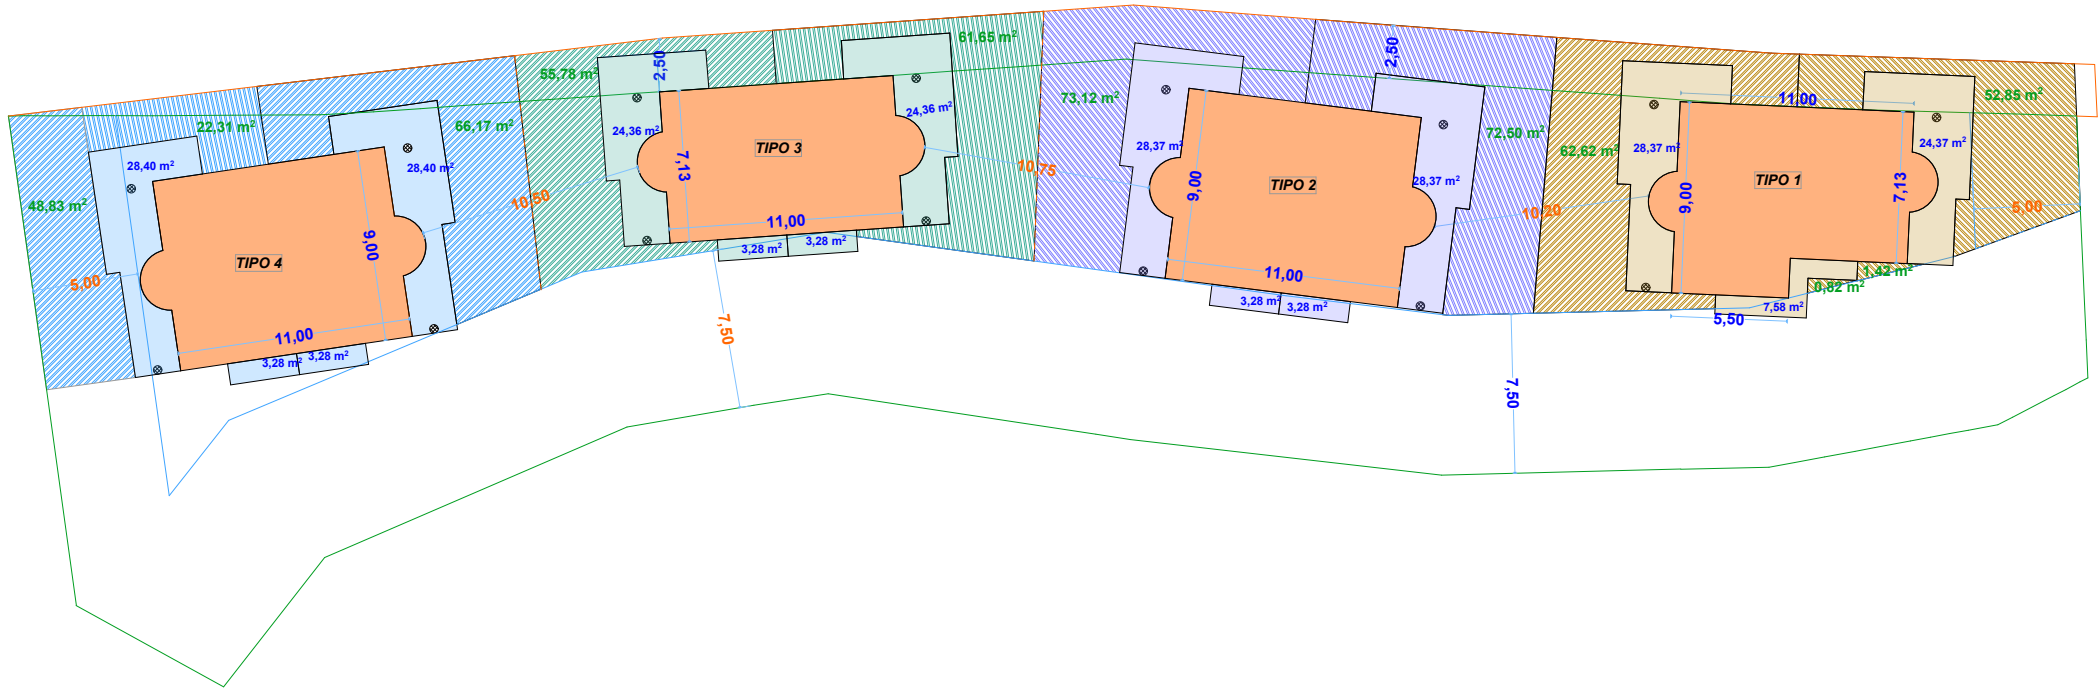 48,83 m²
28,40 m²
22,31 m²
66,17 m²
28,40 m²
TIPO 4
9,00
5,00
11,00
3,28 m²
3,28 m²
10,50
55,78 m²
2,50
61,65 m²
24,36 m²
24,36 m²
TIPO 3
7,13
11,00
3,28 m²
3,28 m²
7,50
10,75
73,12 m²
2,50
72,50 m²
28,37 m²
28,37 m²
TIPO 2
9,00
11,00
3,28 m²
3,28 m²
7,50
10,20
62,62 m²
11,00
52,85 m²
28,37 m²
24,37 m²
TIPO 1
9,00
7,13
5,00
1,42 m²
0,82 m²
7,58 m²
5,50